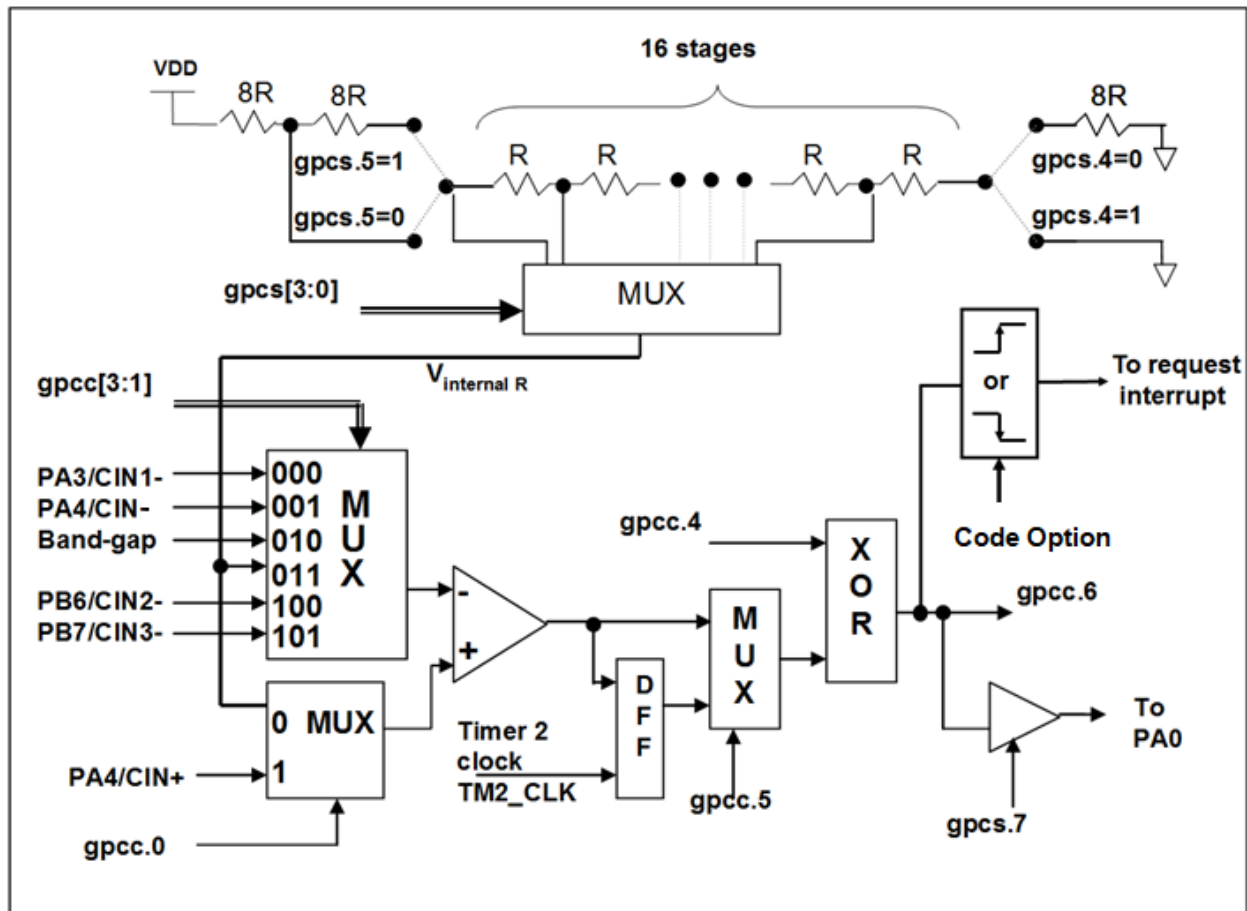 16 stages
VDD
8R
8R
8R
gpcs.5=1
R
R
R
R
gpcs.4=0
gpcs.5=0
gpcs.4=1
gpcs[3:0]
MUX
V internal R
or
To request
interrupt
gpcc[3:1]
PA3/CIN1-
000
PA4/CIN-
001
Band-gap
010
011
PB6/CIN2-
100
PB7/CIN3-
101
M
U
X
-
+
gpcc.4
Code Option
X
O
R
gpcc.6
M
U
X
D
F
F
0
MUX
1
Timer 2
clock
TM2_CLK
PA4/CIN+
gpcc.0
gpcc.5
To
PA0
gpcs.7